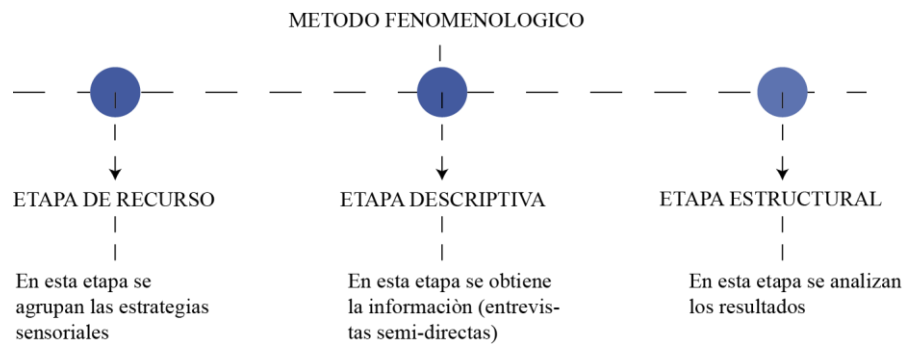 METODO FENOMENOLOGICO
ETAPA DE RECURSO
En esta etapa se
agrupan las estrategias
sensoriales
ETAPA DESCRIPTIVA
En esta etapa se obtiene
la informaciòn (entrevis-
tas semi-directas)
ETAPA ESTRUCTURAL
En esta etapa se analizan
los resultados